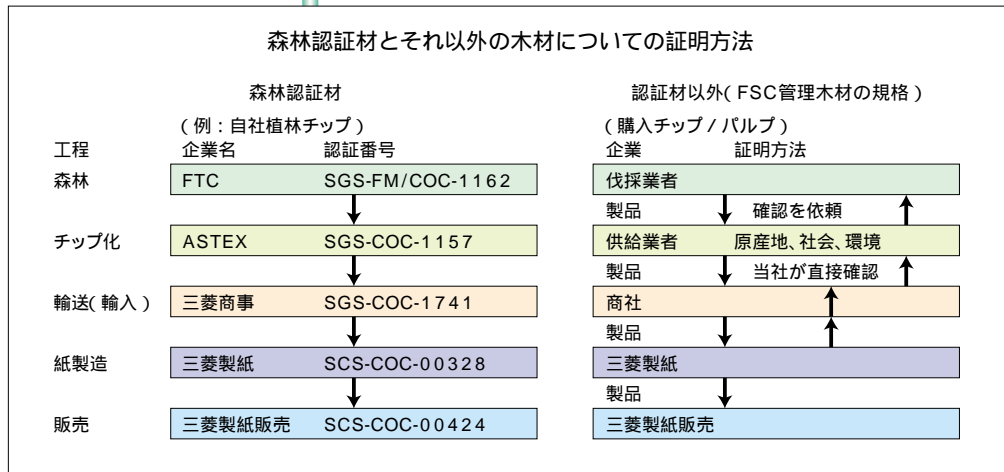 森林認証材とそれ以外の木材についての証明方法
森林認証材
認証材以外(FSC管理木材の規格)
(例:自社植林チップ)
(購入チップ/パルプ)
工程 企業名 認証番号 企業 証明方法
森林 FTC SGS-FM/COC-1162 伐採業者
製品 確認を依頼
チップ化 ASTEX SGS-COC-1157 供給業者 原産地、社会、環境
製品 当社が直接確認
輸送(輸入) 三菱商事 SGS-COC-1741 商社
製品
紙製造 三菱製紙 SCS-COC-00328 三菱製紙
製品
販売 三菱製紙販売 SCS-COC-00424 三菱製紙販売